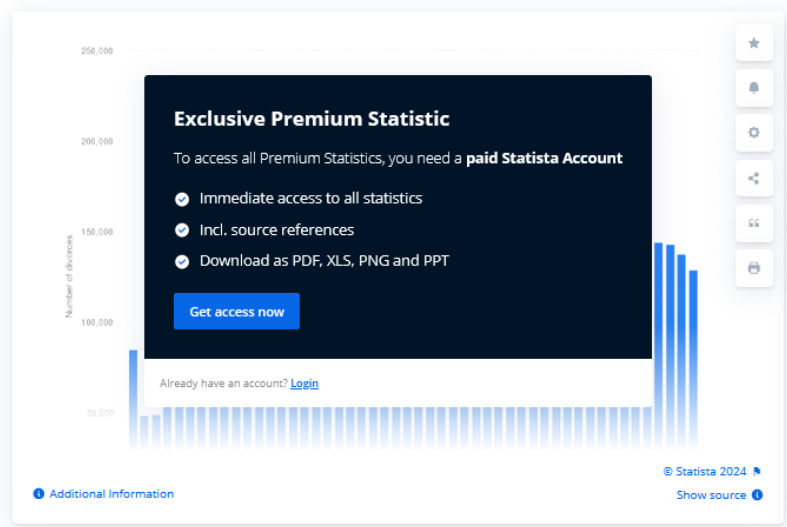 250,000
Exclusive Premium Statistic
200,000
To access all Premium Statistics, you need a paid Statista Account
Immediate access to all statistics
Incl. source references
150,000
Download as PDF, XLS, PNG and PPT
Number of divorces
Get access now
100,000
Already have an account? Login
50,000
© Statista 2024
Additional Information
Show source